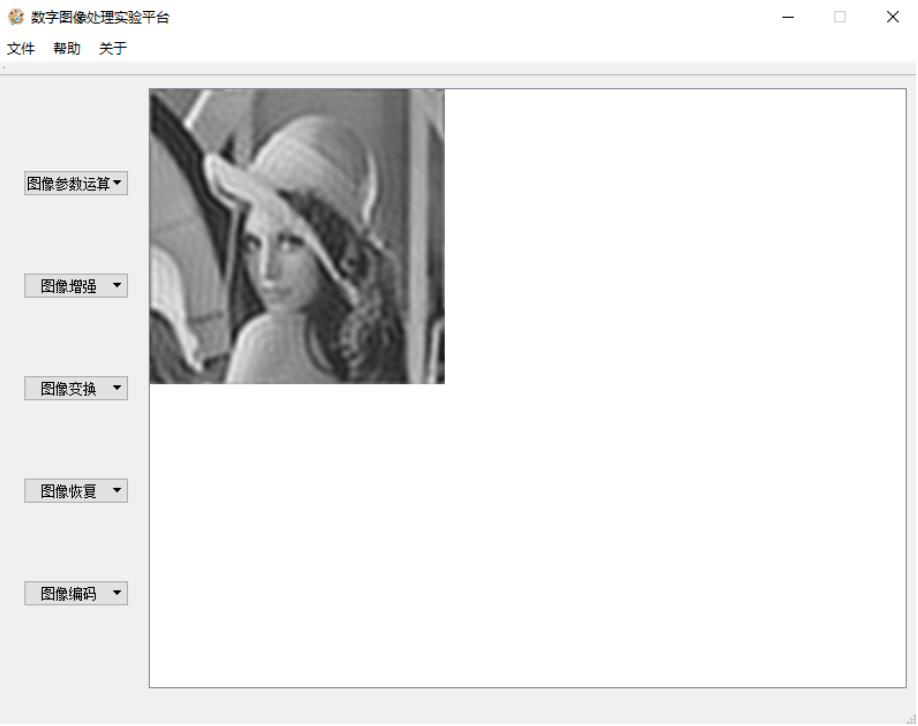 数字图像处理实验平台
文件 帮助 关于
图像参数运算
图像增强
图像变换
图像恢复
图像编码